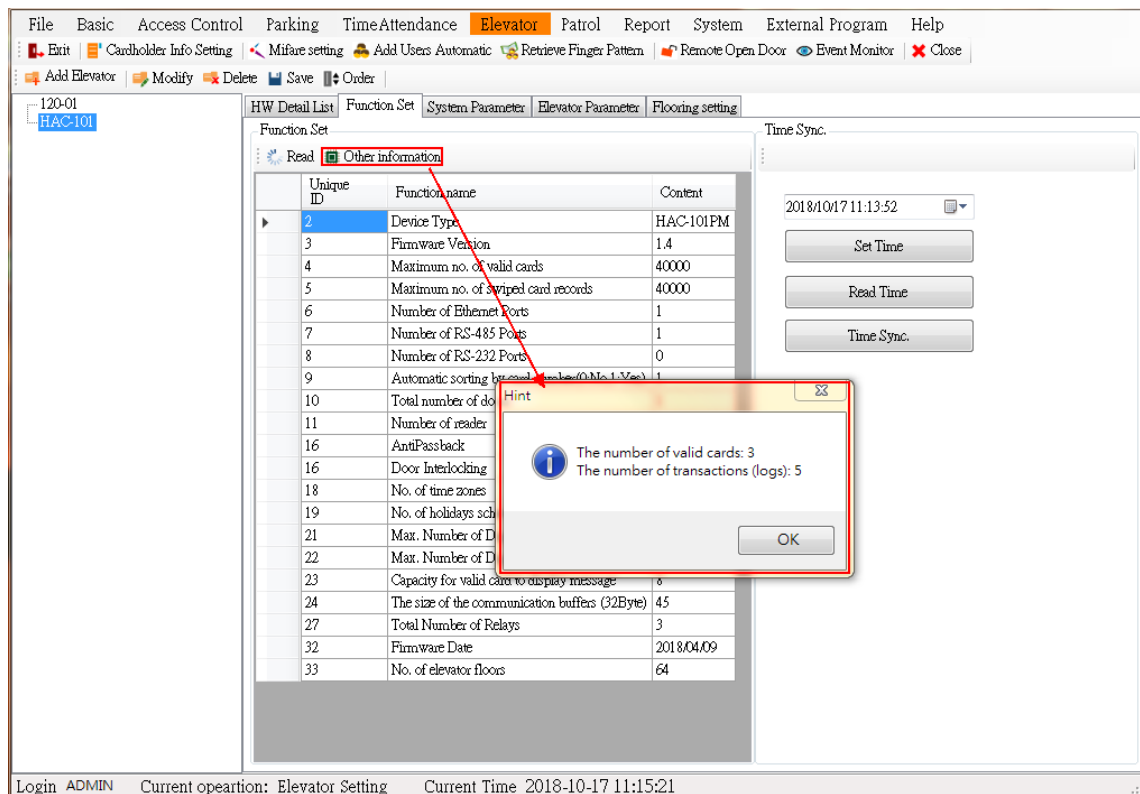 File Basic Access Control Parking TimeAttendance Elevator Patrol Report System External Program Help
Exit Cardholder Info Setting Mifare setting Add Users Automatic Retrieve Finger Pattern Remote Open Door Event Monitor Close
Add Elevator Modify Delete Save Order
120-01
HAC-101
HW Detail List Function Set System Parameter Elevator Parameter Flooring setting
Function Set
Read Other information
Unique ID Function name Content
2 Device Type HAC-101PM
3 Firmware Version 1.4
4 Maximum no. of valid cards 40000
5 Maximum no. of swiped card records 40000
6 Number of Ethernet Ports 1
7 Number of RS-485 Ports 1
8 Number of RS-232 Ports 0
9 Automatic sorting by card number(0:No 1:Yes) 1
10 Total number of do
11 Number of reader
16 AntiPassback
16 Door Interlocking
18 No. of time zones
19 No. of holidays sch
21 Max. Number of D
22 Max. Number of D
23 Capacity for valid card to display message 8
24 The size of the communication buffers (32Byte) 45
27 Total Number of Relays 3
32 Firmware Date 2018/04/09
33 No. of elevator floors 64
Hint
The number of valid cards: 3
The number of transactions (logs): 5
OK
Time Sync.
2018/10/17 11:13:52
Set Time
Read Time
Time Sync.
Login ADMIN Current opeartion: Elevator Setting Current Time 2018-10-17 11:15:21